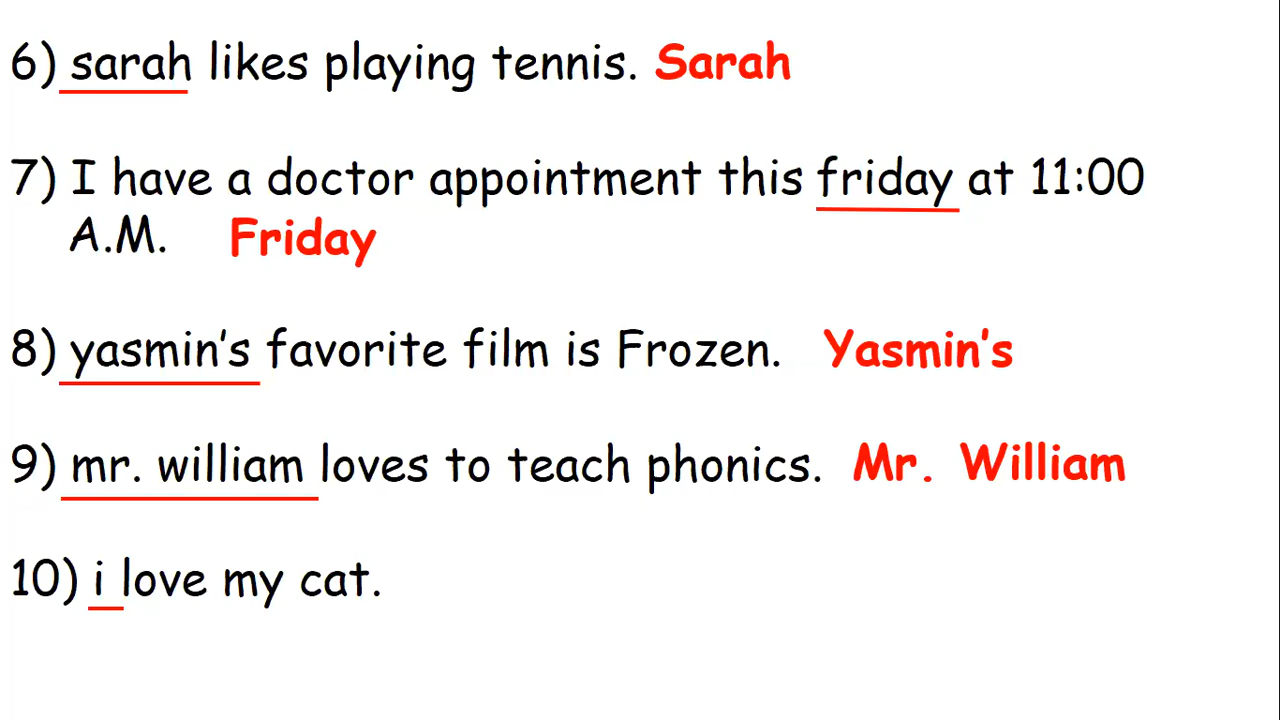 6) sarah likes playing tennis. Sarah
7) I have a doctor appointment this friday at 11:00
A.M. Friday
8) yasmin's favorite film is Frozen. Yasmin's
9) mr. william loves to teach phonics. Mr. William
10) i love my cat.